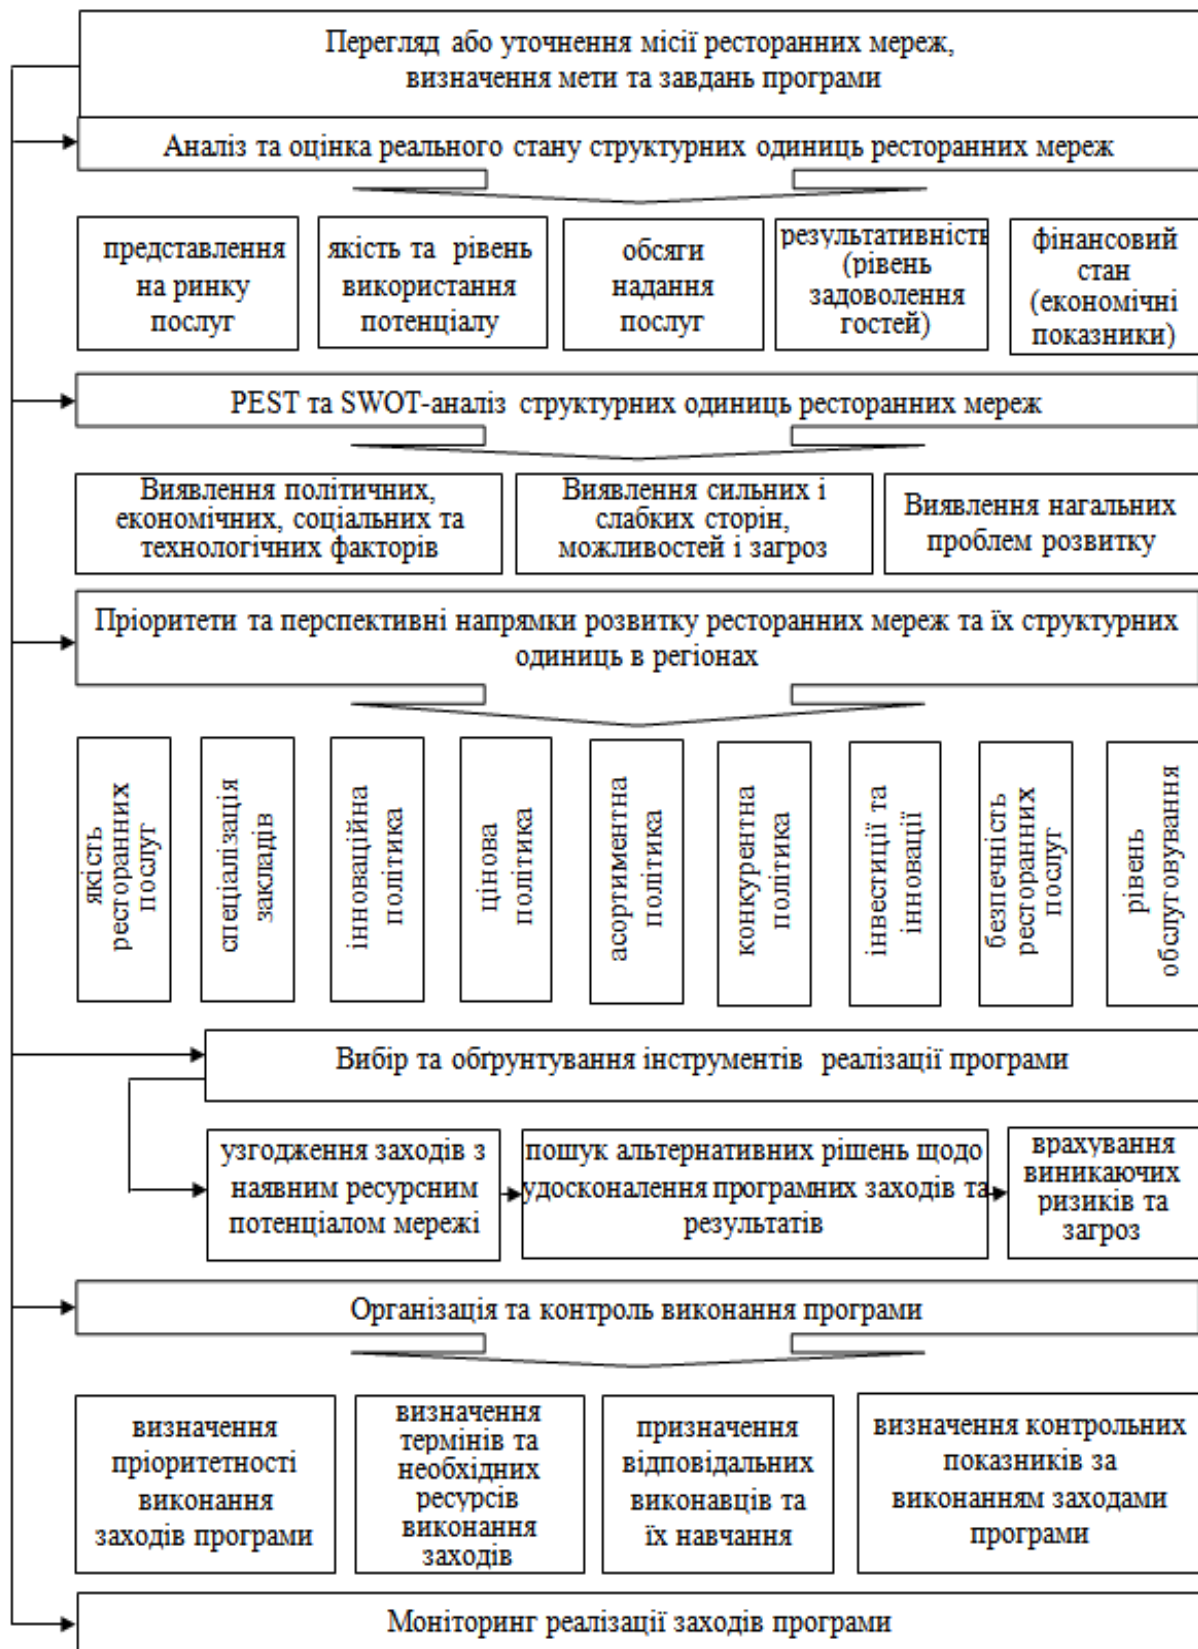 Перегляд або уточнення місії ресторанних мереж,
визначення мети та завдань програми
Аналіз та оцінка реального стану структурних одиниць ресторанних мереж
представлення
на ринку
послуг
якість та рівень
використання
потенціалу
обсяги
надання
послуг
результативність
(рівень
задоволення
гостей)
фінансовий
стан
(економічні
показники)
PEST та SWOT-аналіз структурних одиниць ресторанних мереж
Виявлення політичних,
економічних, соціальних та
технологічних факторів
Виявлення сильних і
слабких сторін,
можливостей і загроз
Виявлення нагальних
проблем розвитку
Пріоритети та перспективні напрямки розвитку ресторанних мереж та їх структурних
одиниць в регіонах
якість
ресторанних
послуг
спеціалізація
закладів
інноваційна
політика
цінова
політика
асортиментна
політика
конкурентна
політика
інвестиції та
інновації
безпечність
ресторанних
послуг
рівень
обслуговування
Вибір та обґрунтування інструментів реалізації програми
узгодження заходів з
наявним ресурсним
потенціалом мережі
пошук альтернативних рішень щодо
удосконалення програмних заходів та
результатів
врахування
виникаючих
ризиків та
загроз
Організація та контроль виконання програми
визначення
пріоритетності
виконання
заходів програми
визначення
термінів та
необхідних
ресурсів
виконання
заходів
призначення
відповідальних
виконавців та
їх навчання
визначення контрольних
показників за
виконанням заходами
програми
Моніторинг реалізації заходів програми